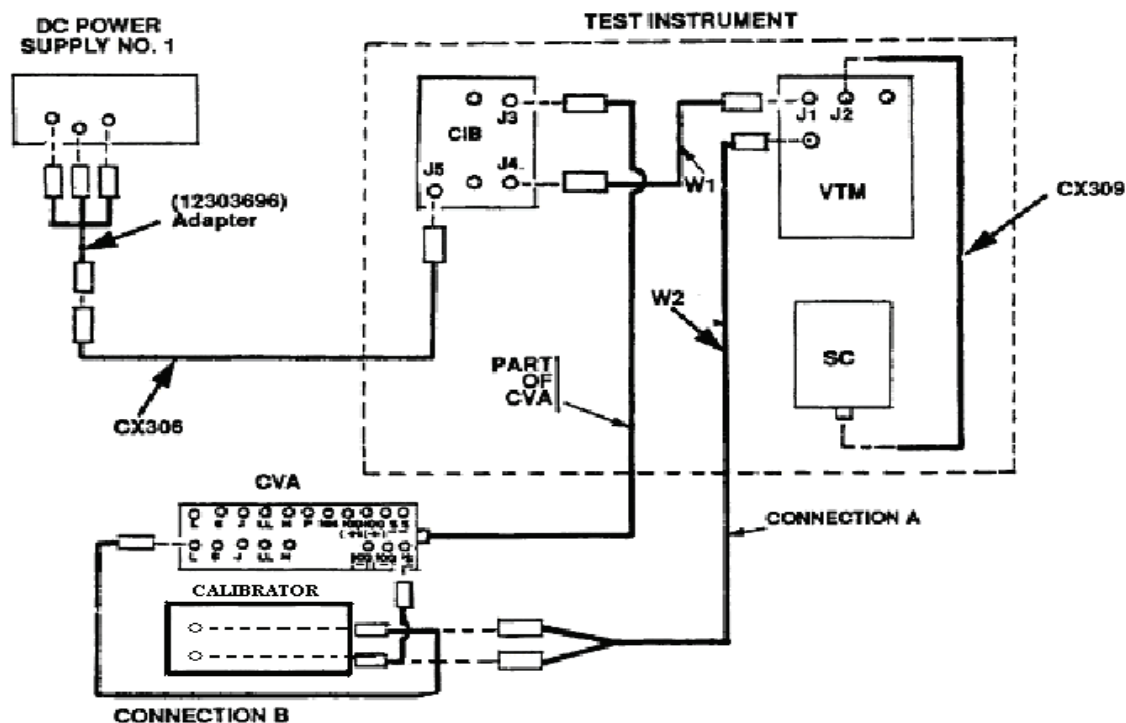 TEST INSTRUMENT
DC POWER
SUPPLY NO. 1
J3
CIB
J4
J5
J1 J2
VTM
W1
CX309
(12303696)
Adapter
W2
SC
PART
OF
CVA
CX306
CVA
CONNECTION A
CALIBRATOR
CONNECTION B